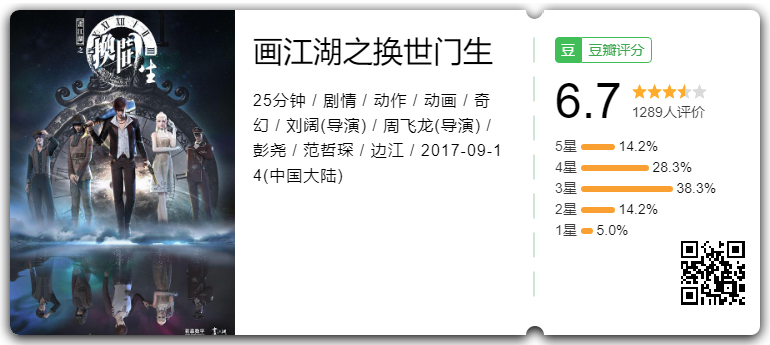 画江湖之
换世
门
生
画江湖之换世门生
25分钟 / 剧情 / 动作 / 动画 / 奇
幻 / 刘阔(导演) / 周飞龙(导演) /
彭尧 / 范哲琛 / 边江 / 2017-09-1
4(中国大陆)
豆 豆瓣评分
6.7
1289人评价
5星 14.2%
4星 28.3%
3星 38.3%
2星 14.2%
1星 5.0%